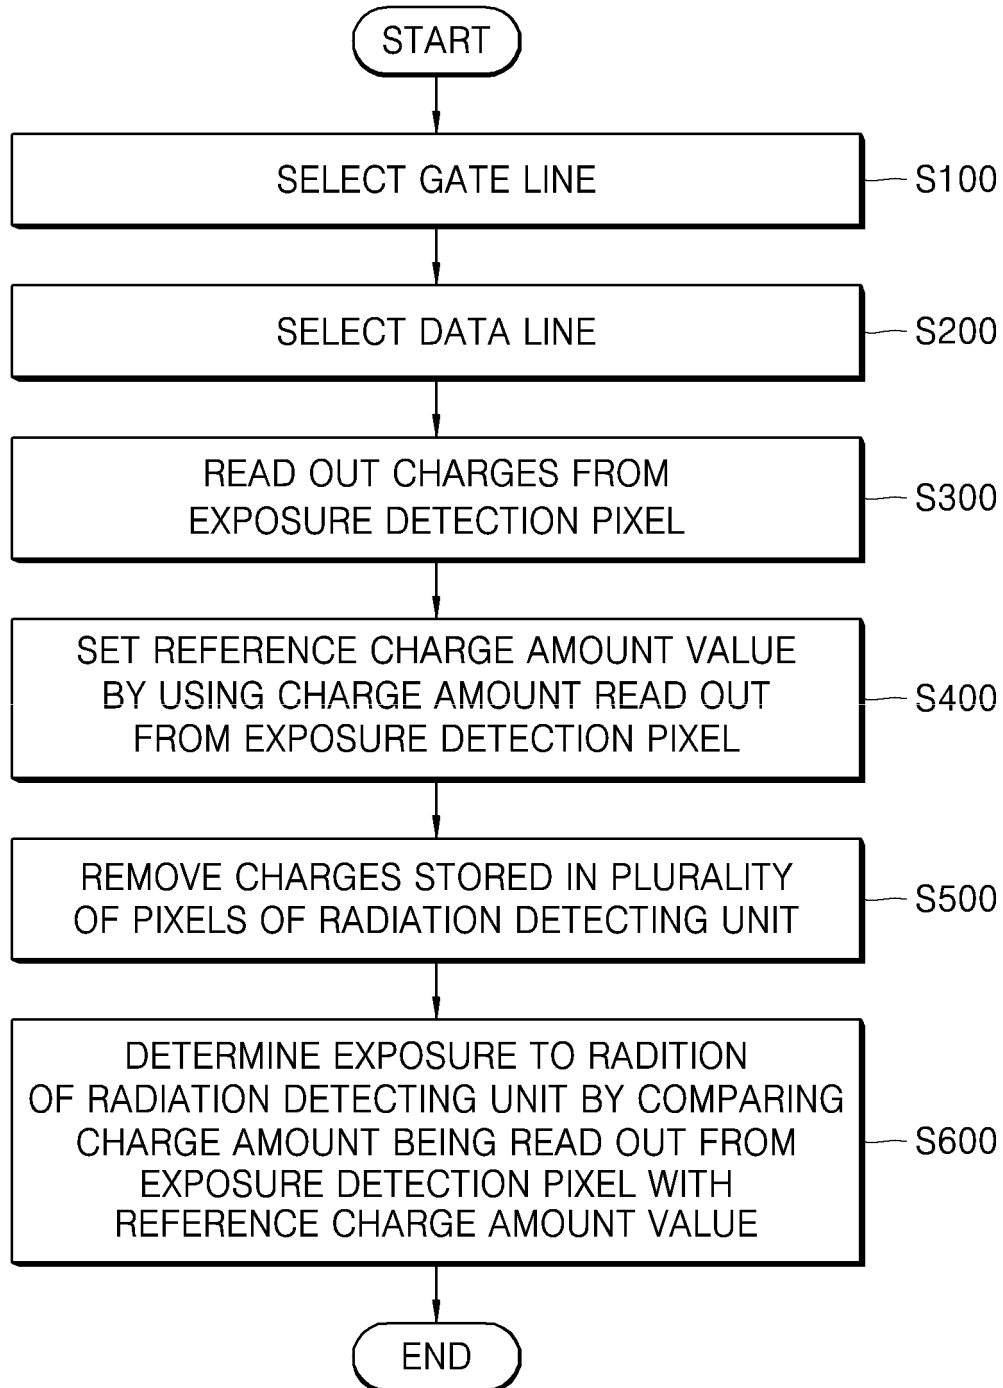 START
SELECT GATE LINE
S100
SELECT DATA LINE
S200
READ OUT CHARGES FROM
EXPOSURE DETECTION PIXEL
S300
SET REFERENCE CHARGE AMOUNT VALUE
BY USING CHARGE AMOUNT READ OUT
FROM EXPOSURE DETECTION PIXEL
S400
REMOVE CHARGES STORED IN PLURALITY
OF PIXELS OF RADIATION DETECTING UNIT
S500
DETERMINE EXPOSURE TO RADITION
OF RADIATION DETECTING UNIT BY COMPARING
CHARGE AMOUNT BEING READ OUT FROM
EXPOSURE DETECTION PIXEL WITH
REFERENCE CHARGE AMOUNT VALUE
S600
END